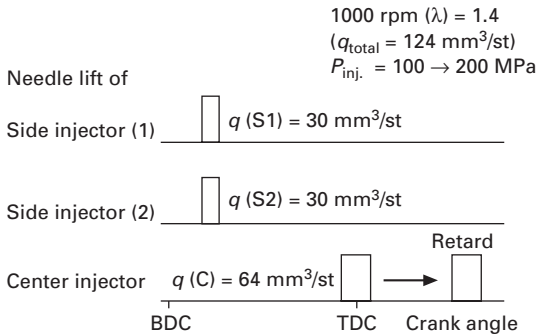 1000 rpm (λ) = 1.4
(q_total = 124 mm³/st)
P_inj. = 100 → 200 MPa
Needle lift of
Side injector (1)
q (S1) = 30 mm³/st
Side injector (2)
q (S2) = 30 mm³/st
Retard
Center injector
q (C) = 64 mm³/st
BDC
TDC
Crank angle